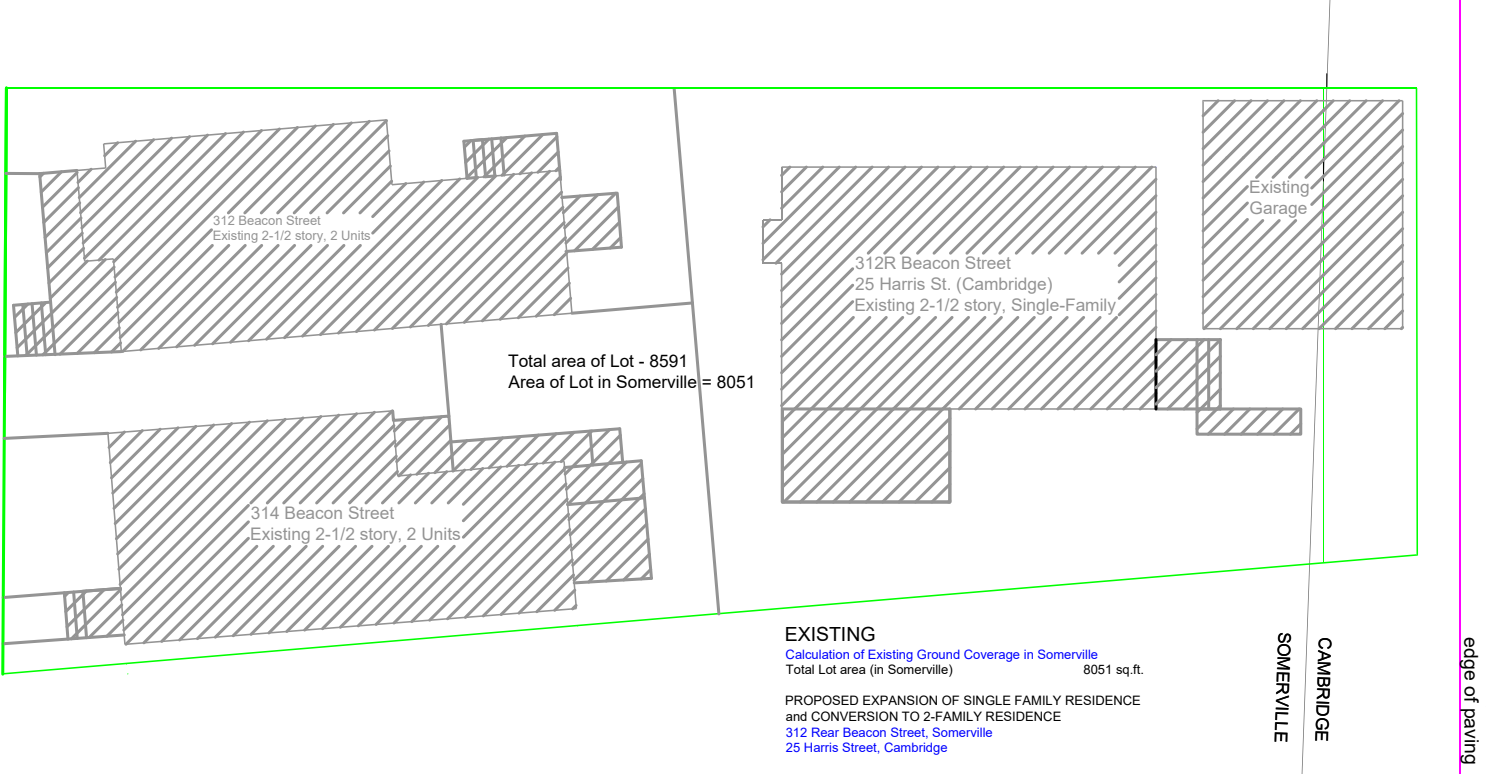 312 Beacon Street
Existing 2-1/2 story, 2 Units
Existing
Garage
312R Beacon Street
25 Harris St. (Cambridge)
Existing 2-1/2 story, Single-Family
Total area of Lot - 8591
Area of Lot in Somerville = 8051
314 Beacon Street
Existing 2-1/2 story, 2 Units
EXISTING
Calculation of Existing Ground Coverage in Somerville
Total Lot area (in Somerville) 8051 sq.ft.
PROPOSED EXPANSION OF SINGLE FAMILY RESIDENCE
and CONVERSION TO 2-FAMILY RESIDENCE
312 Rear Beacon Street, Somerville
25 Harris Street, Cambridge
SOMERVILLE
CAMBRIDGE
edge of paving